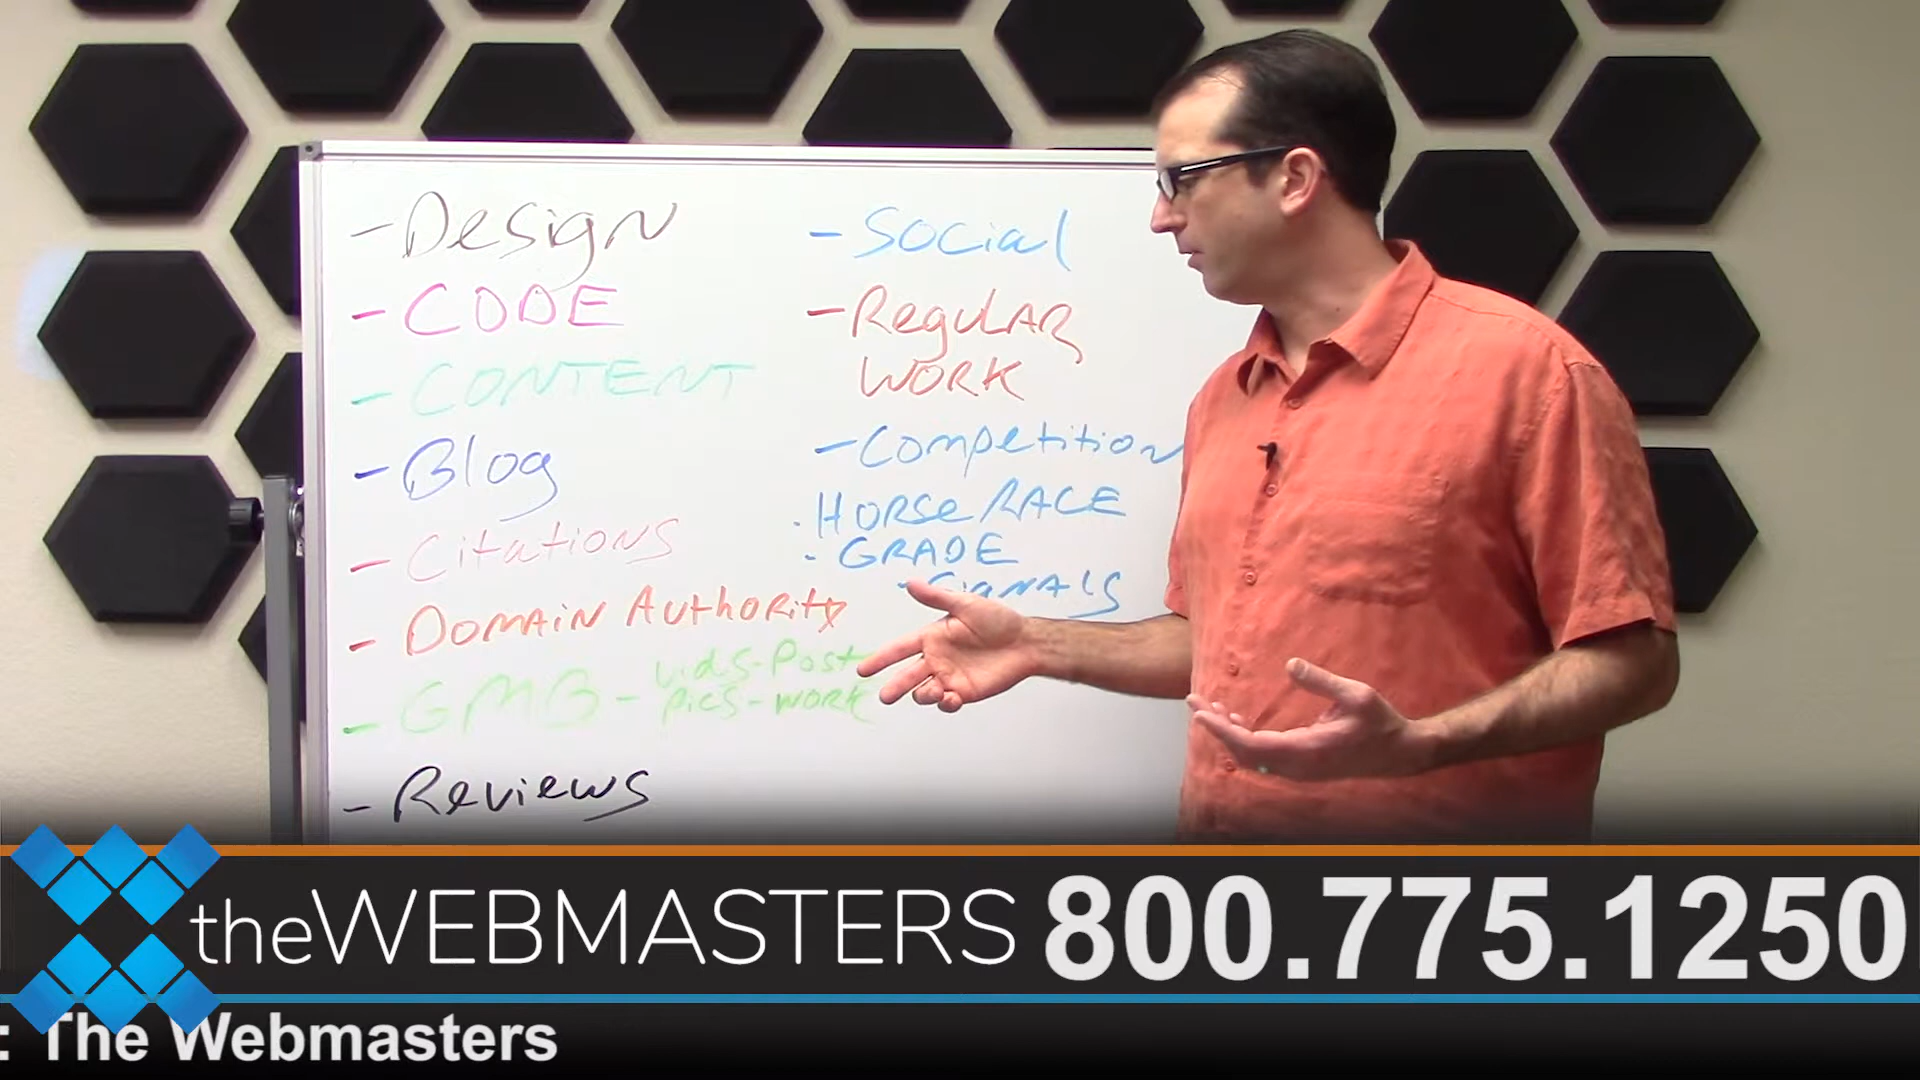 - Design
- CODE
- CONTENT
- Blog
- Citations
- DOMAIN AUTHORITY
- GMB - vids - Post
pics - WORK
- Reviews
- Social
- RegULAR
WORK
- Competition
· HORSE RACE
- GRADE
- SigNALS
theWEBMASTERS 800.775.1250
: The Webmasters